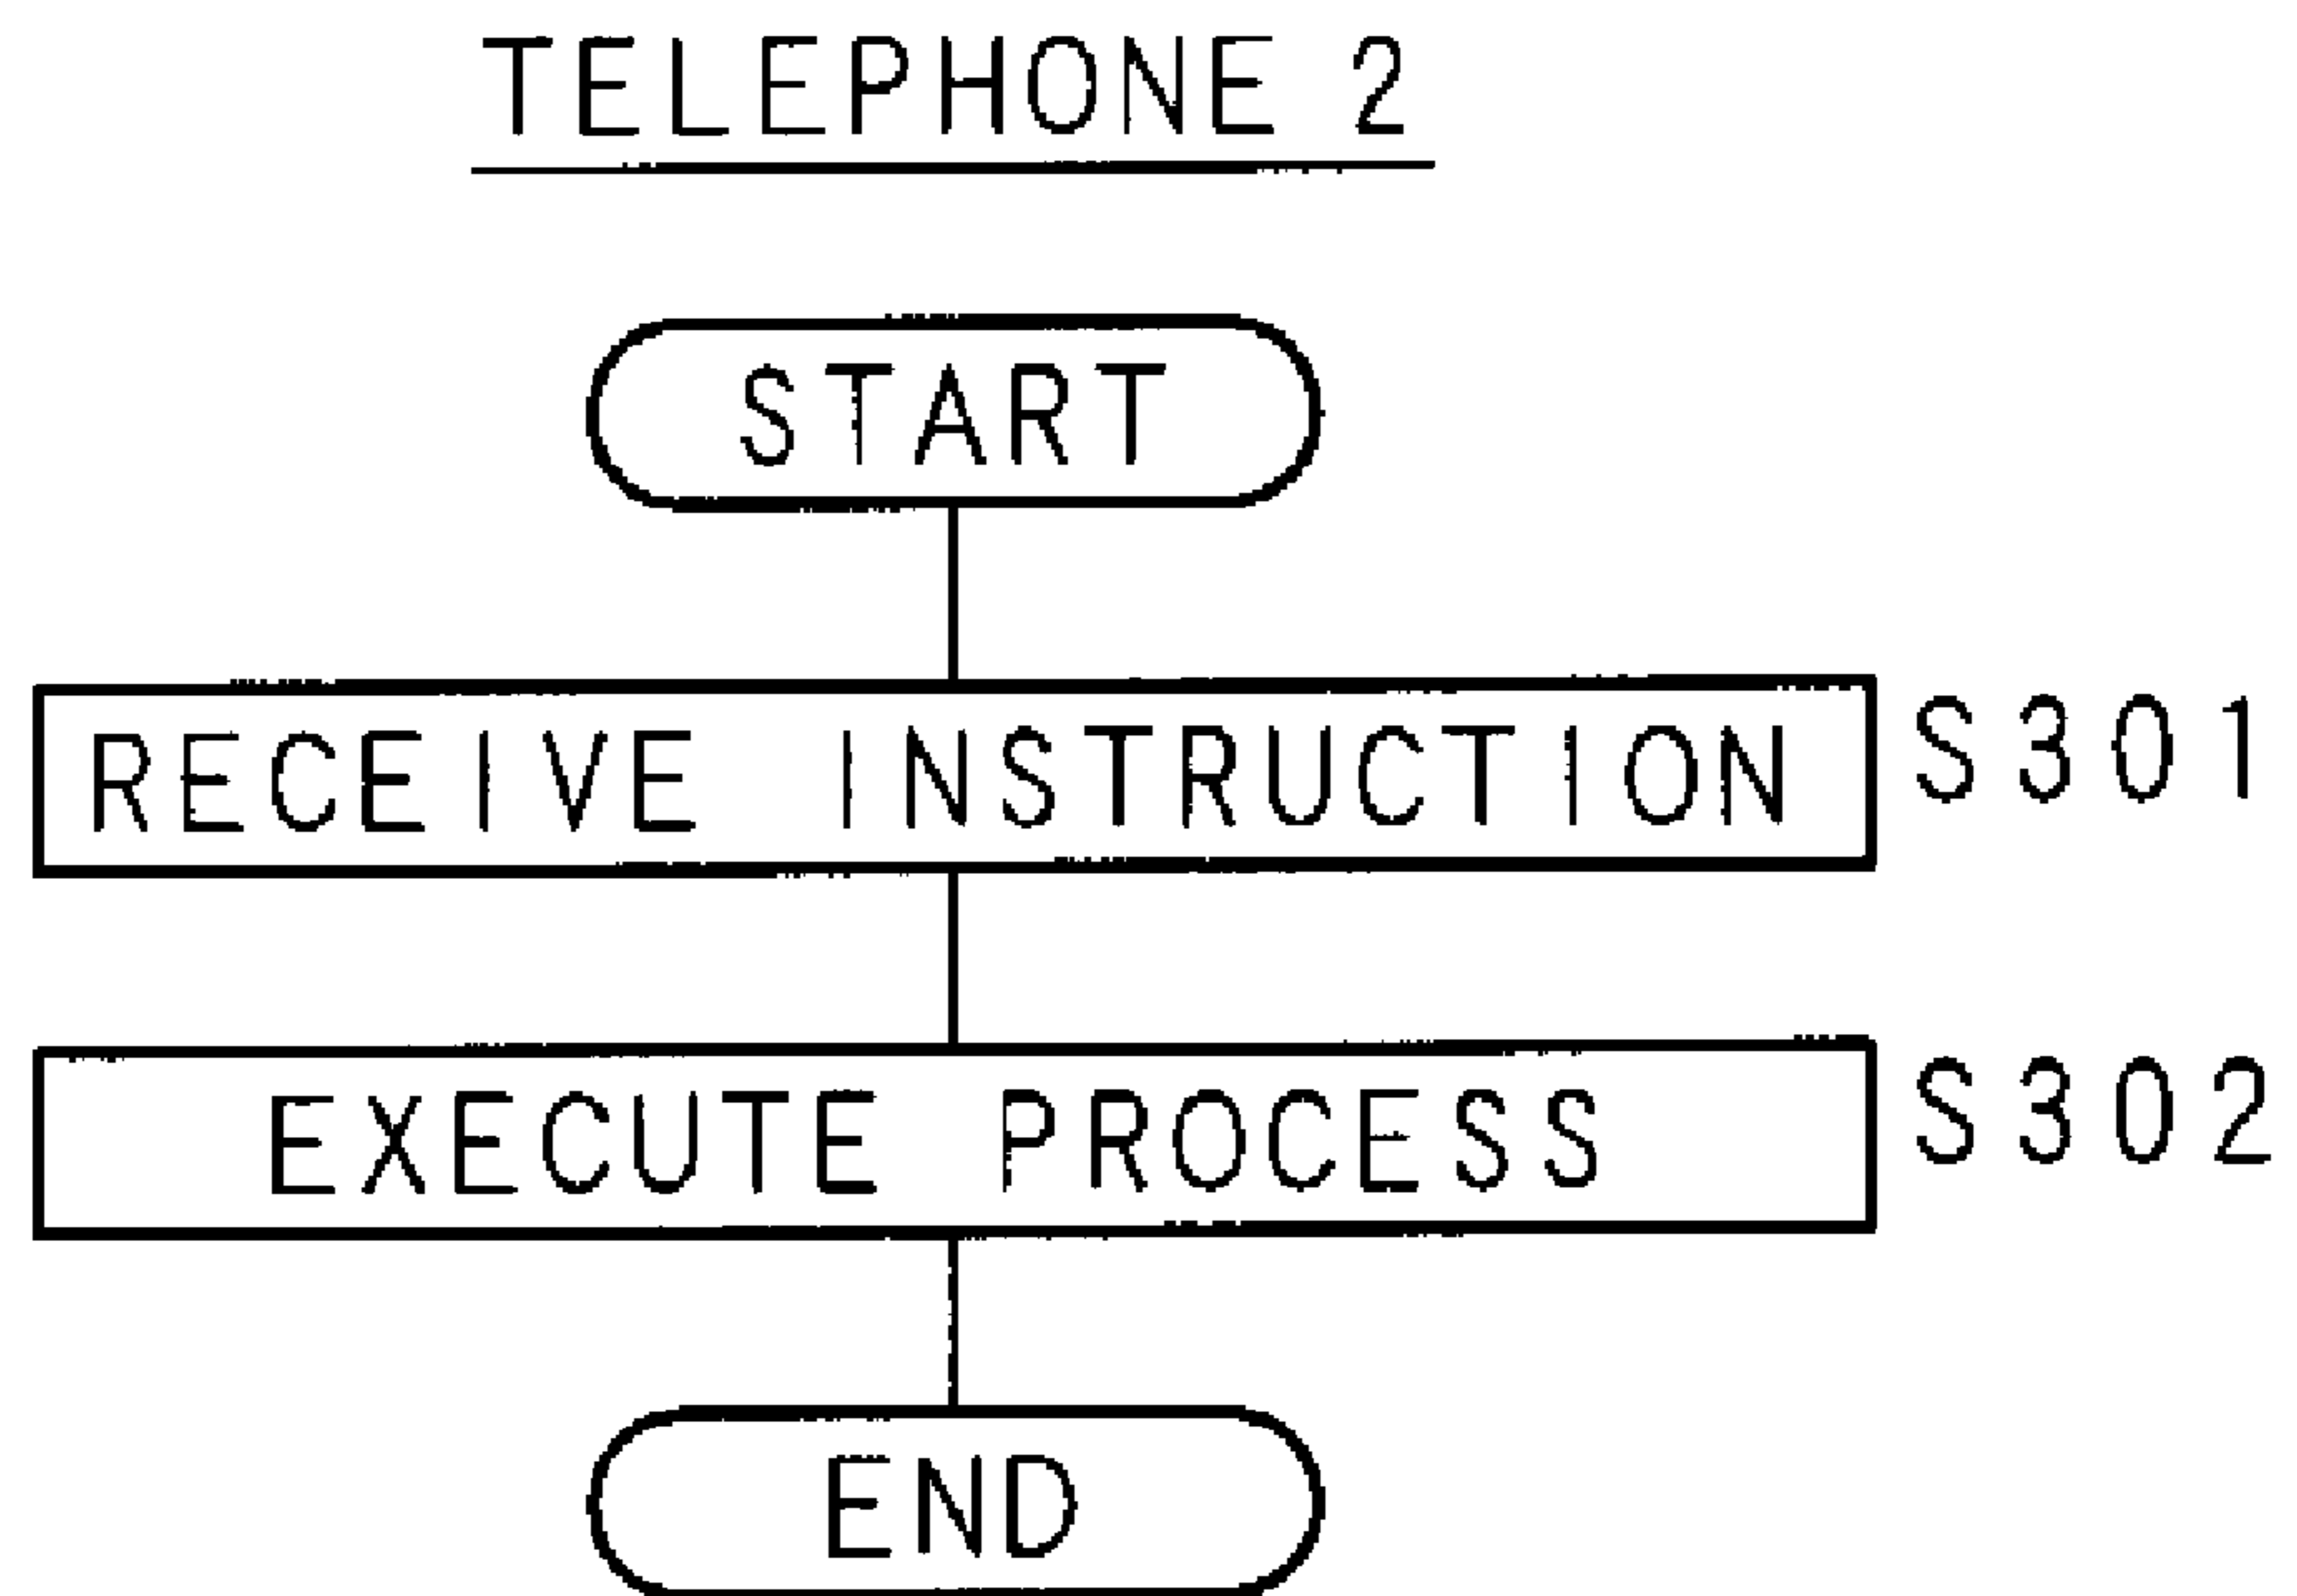 TELEPHONE 2
START
RECEIVE INSTRUCTION S301
EXECUTE PROCESS S302
END